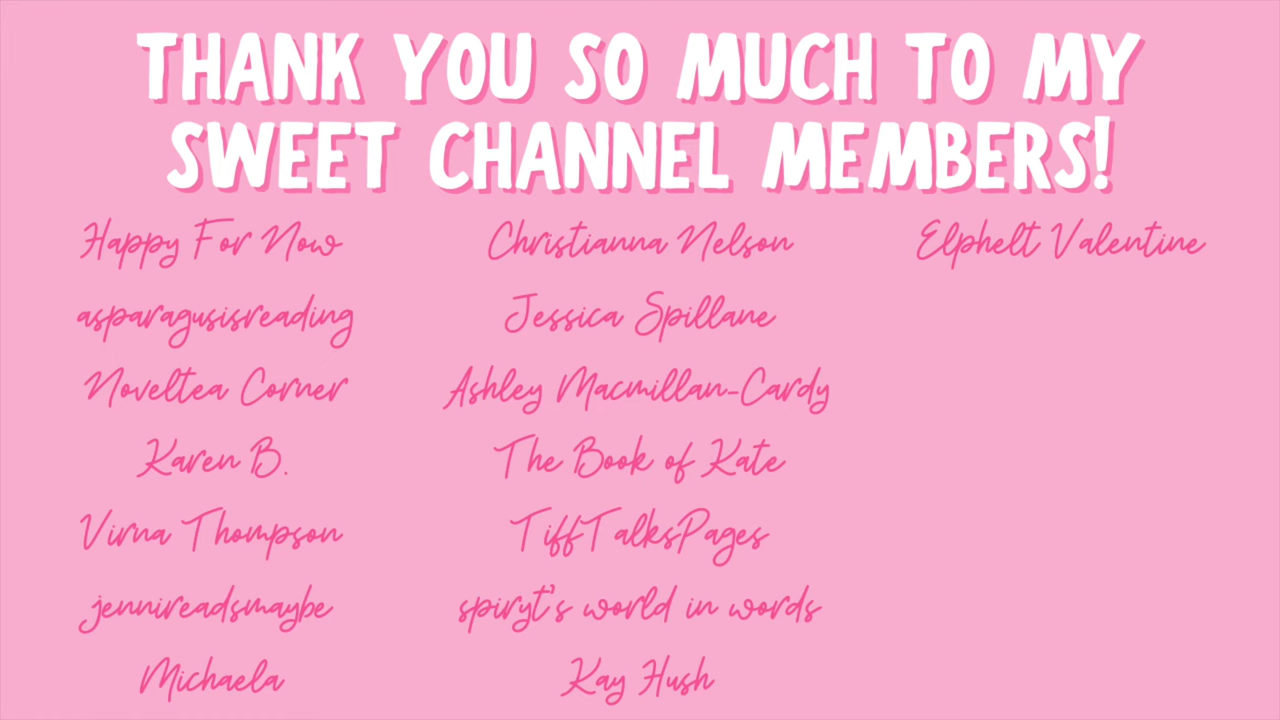 THANK YOU SO MUCH TO MY
SWEET CHANNEL MEMBERS!
Happy For Now
asparagusisreading
Noveltea Corner
Karen B.
Virna Thompson
jennireadsmaybe
Michaela
Christianna Nelson
Jessica Spillane
Ashley Macmillan-Cardy
The Book of Kate
TiffTalksPages
spiryt's world in words
Kay Hush
Elphelt Valentine